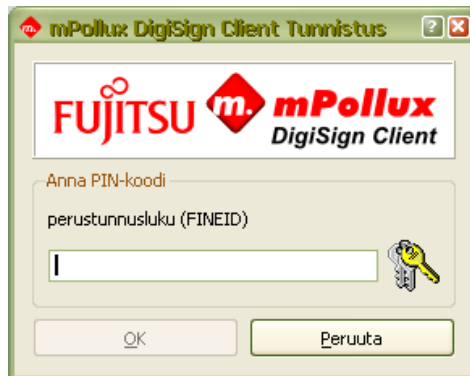 mPollux DigiSign Client Tunnistus
FUJITSU m. mPollux
DigiSign Client
Anna PIN-koodi
perustunnusluku (FINEID)
OK Peruuta